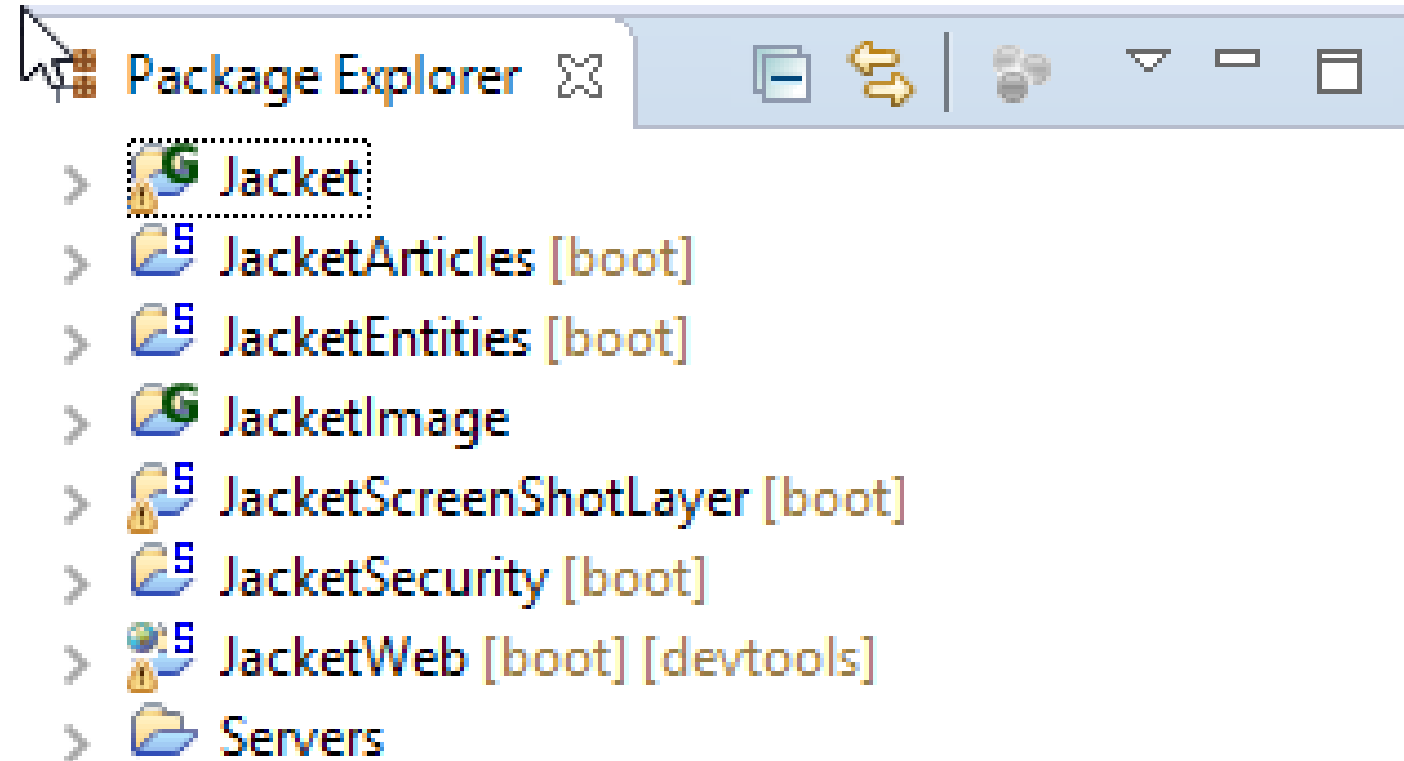 Package Explorer
Jacket
JacketArticles [boot]
JacketEntities [boot]
JacketImage
JacketScreenShotLayer [boot]
JacketSecurity [boot]
JacketWeb [boot] [devtools]
Servers